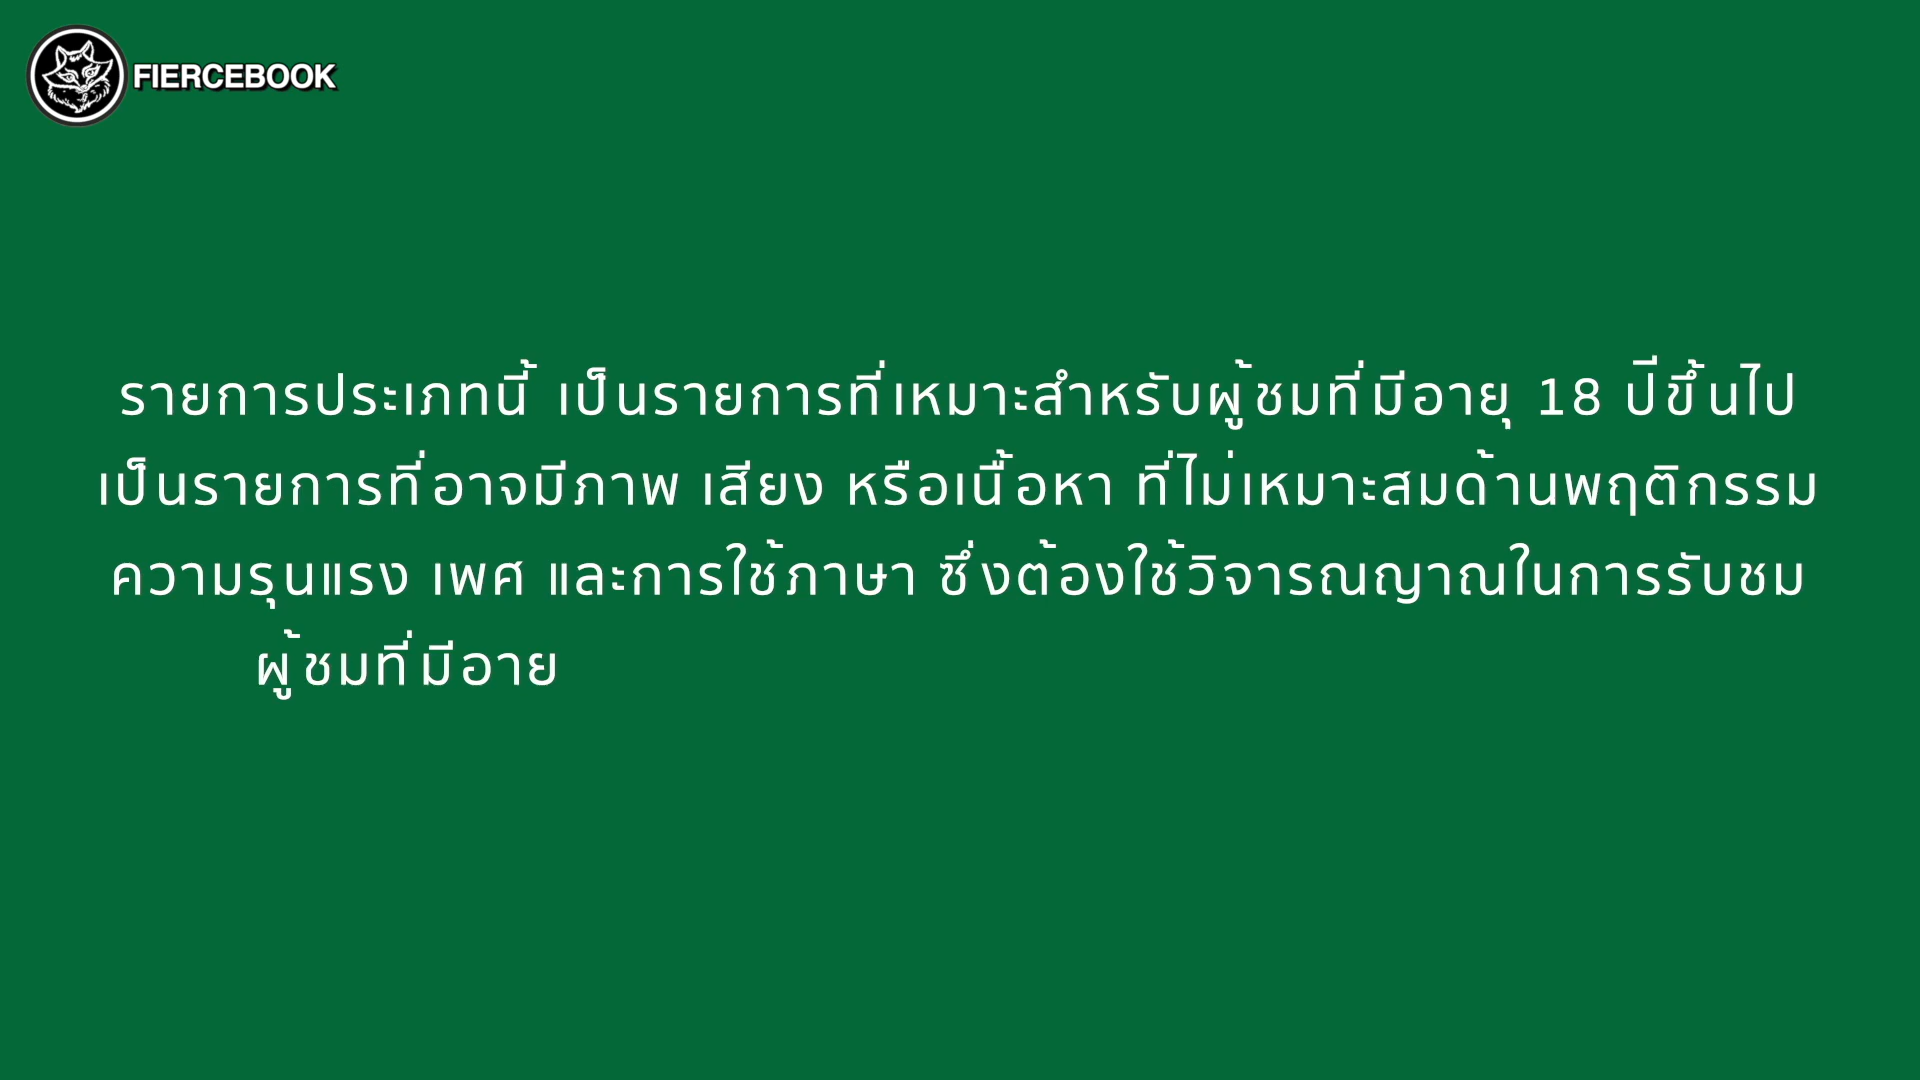 FIERCEBOOK
รายการประเภทนี้ เป็นรายการที่เหมาะสำหรับผู้ชมที่มีอายุ 18 ปีขึ้นไป
เป็นรายการที่อาจมีภาพ เสียง หรือเนื้อหา ที่ไม่เหมาะสมด้านพฤติกรรม
ความรุนแรง เพศ และการใช้ภาษา ซึ่งต้องใช้วิจารณญาณในการรับชม
ผู้ชมที่มีอาย